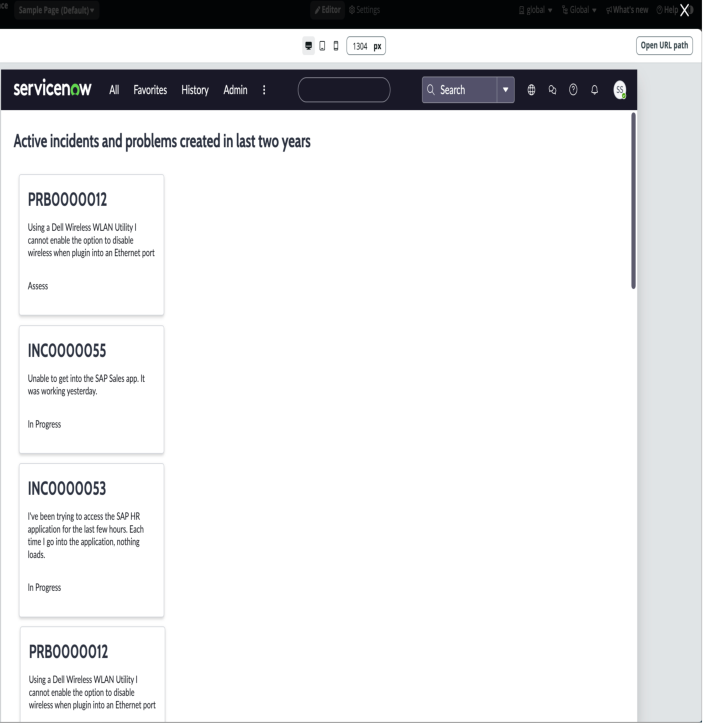 ce Sample Page (Default) Editor Settings global Global What's new Help X
1304 px Open URL path
servicenow All Favorites History Admin Search SS
Active incidents and problems created in last two years
PRB0000012
Using a Dell Wireless WLAN Utility I
cannot enable the option to disable
wireless when plugin into an Ethernet port
Assess
INC0000055
Unable to get into the SAP Sales app. It
was working yesterday.
In Progress
INC0000053
I've been trying to access the SAP HR
application for the last few hours. Each
time I go into the application, nothing
loads.
In Progress
PRB0000012
Using a Dell Wireless WLAN Utility I
cannot enable the option to disable
wireless when plugin into an Ethernet port